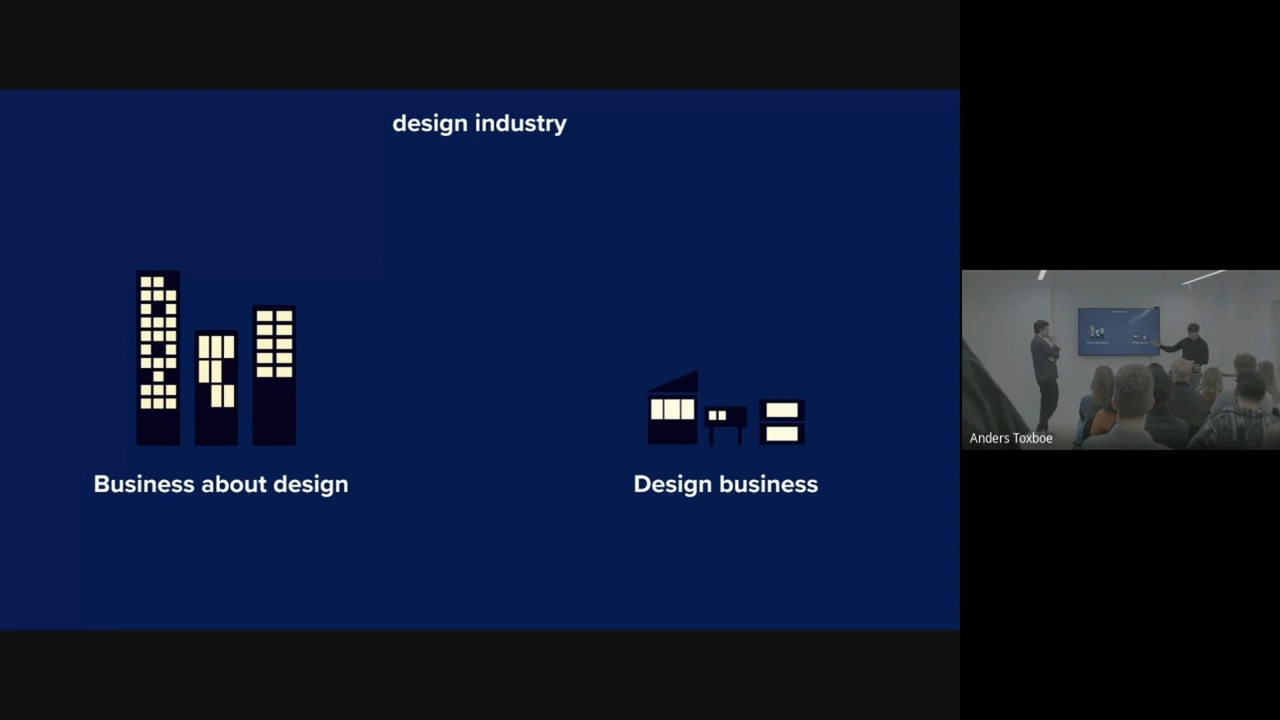 design industry
Business about design
Design business
Anders Toxboe